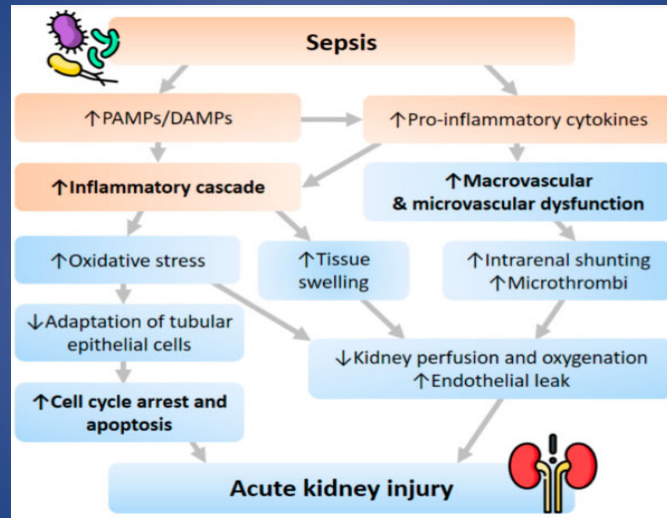 Sepsis
↑PAMPs/DAMPs
↑Pro-inflammatory cytokines
↑Inflammatory cascade
↑Macrovascular
& microvascular dysfunction
↑Oxidative stress
↑Tissue
swelling
↑Intrarenal shunting
↑Microthrombi
↓Adaptation of tubular
epithelial cells
↓Kidney perfusion and oxygenation
↑Endothelial leak
↑Cell cycle arrest and
apoptosis
Acute kidney injury